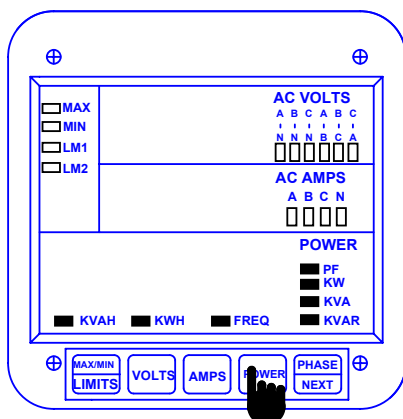 AC VOLTS
A B C A B C
N N N B C A
MAX
MIN
LM1
LM2
AC AMPS
A B C N
POWER
PF
KW
KVA
KVAH KWH FREQ KVAR
MAX/MIN
LIMITS
VOLTS
AMPS
POWER
PHASE
NEXT